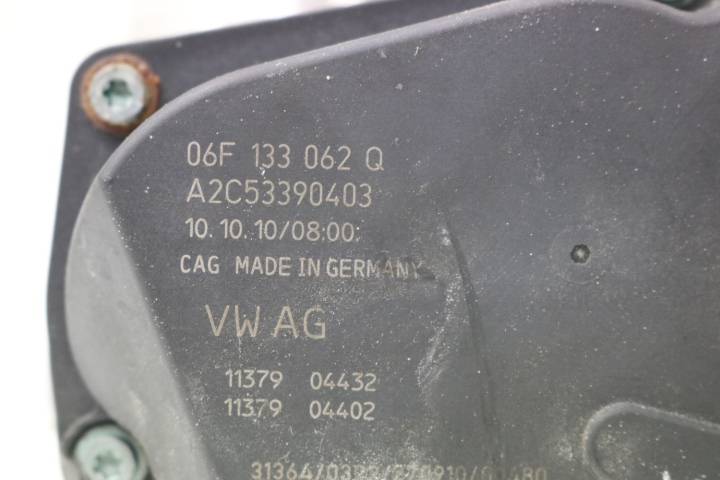 06F 133 062 Q
A2C53390403
10.10.10/08:00
CAG MADE IN GERMANY
VW AG
11379 04432
11379 04402